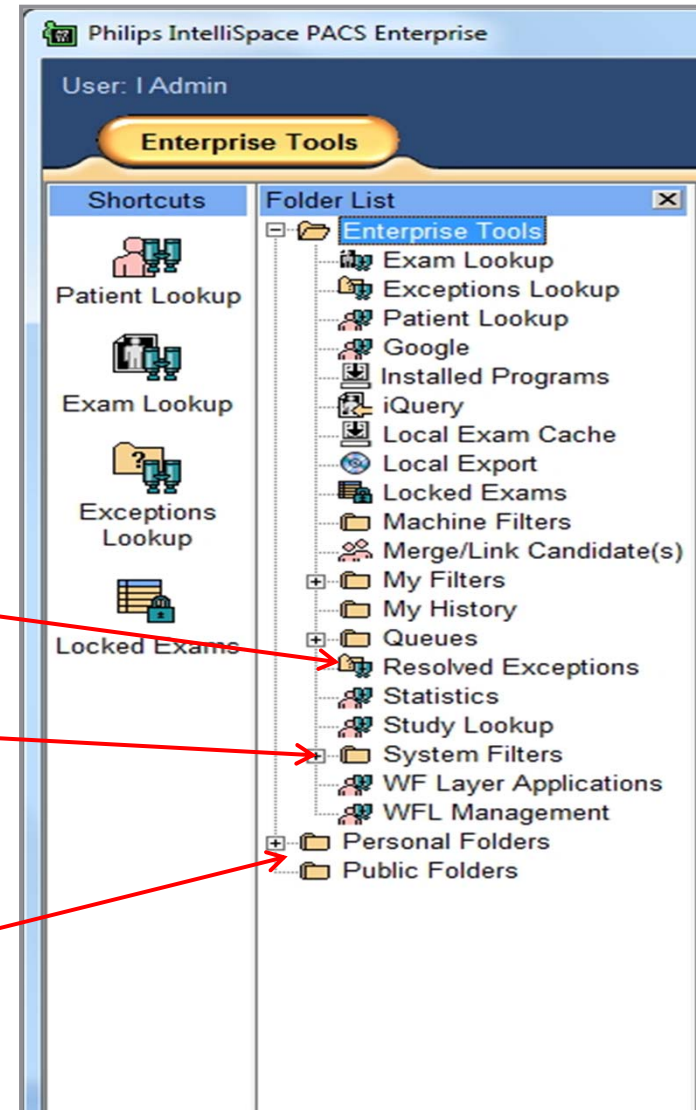 Philips IntelliSpace PACS Enterprise
User: I Admin
Enterprise Tools
Shortcuts
Patient Lookup
Exam Lookup
?
Exceptions
Lookup
Locked Exams
Folder List
Enterprise Tools
Exam Lookup
Exceptions Lookup
Patient Lookup
Google
Installed Programs
iQuery
Local Exam Cache
Local Export
Locked Exams
Machine Filters
Merge/Link Candidate(s)
My Filters
My History
Queues
Resolved Exceptions
Statistics
Study Lookup
System Filters
WF Layer Applications
WFL Management
Personal Folders
Public Folders